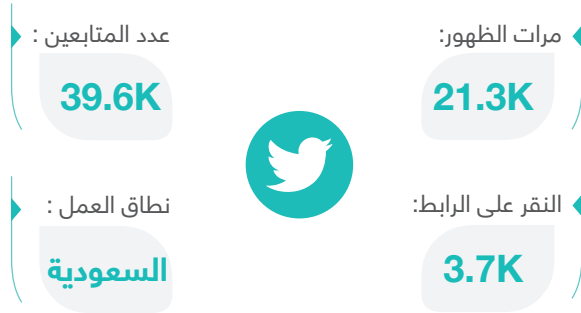 مرات الظهور:
21.3K
عدد المتابعين :
39.6K
النقر على الرابط:
3.7K
نطاق العمل :
السعودية